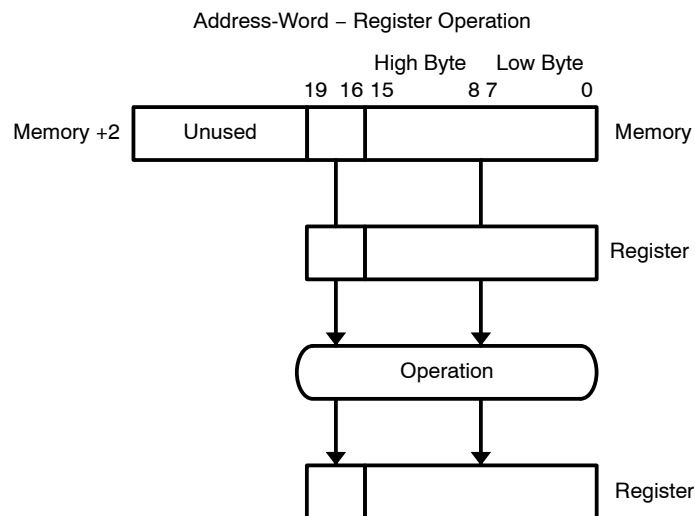 Address-Word – Register Operation
High Byte Low Byte
19 16 15 8 7 0
Memory +2 Unused Memory
Register
Operation
Register